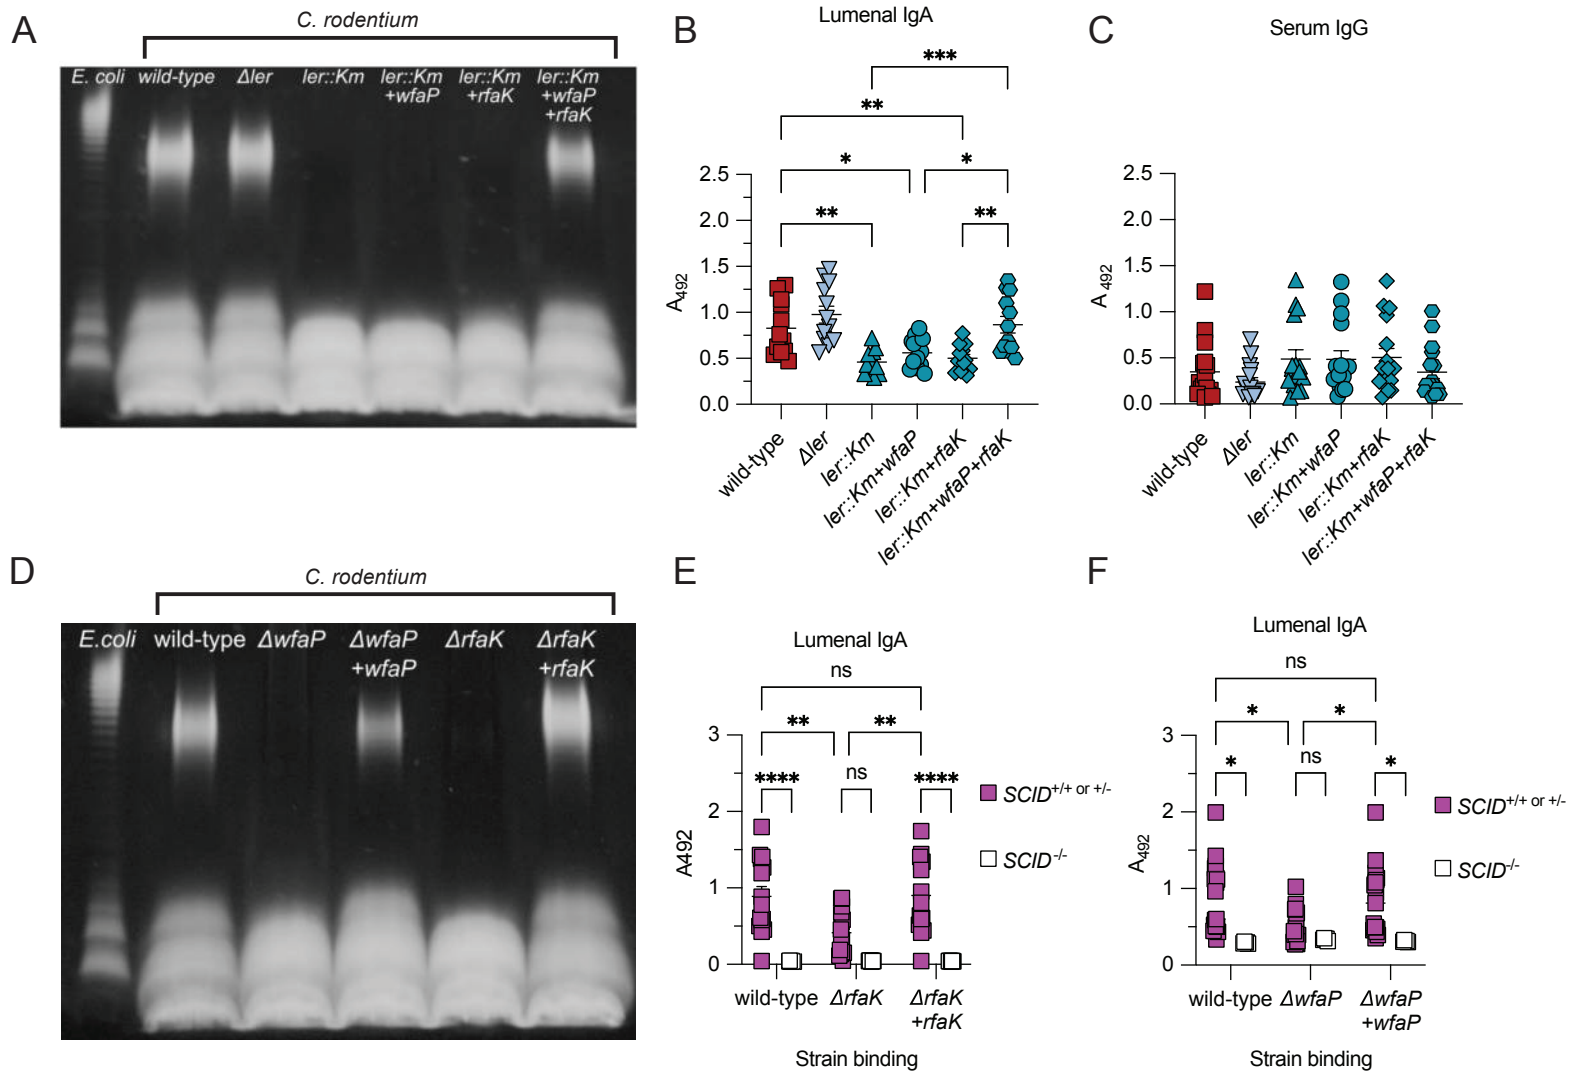 A
C. rodentium
E. coli
wild-type
Δler
ler::Km
ler::Km
+wfaP
ler::Km
+rfaK
ler::Km
+wfaP
+rfaK
B
Lumenal IgA
***
**
*
*
**
**
A492
2.5
2.0
1.5
1.0
0.5
0.0
wild-type
Δler
ler::Km
ler::Km+wfaP
ler::Km+rfaK
ler::Km+wfaP+rfaK
C
Serum IgG
A492
2.5
2.0
1.5
1.0
0.5
0.0
wild-type
Δler
ler::Km
ler::Km+wfaP
ler::Km+rfaK
ler::Km+wfaP+rfaK
D
C. rodentium
E.coli
wild-type
ΔwfaP
ΔwfaP
+wfaP
ΔrfaK
ΔrfaK
+rfaK
E
Lumenal IgA
ns
**
**
****
ns
****
A492
3
2
1
0
SCID+/+ or +/-
SCID-/-
wild-type
ΔrfaK
ΔrfaK
+rfaK
Strain binding
F
Lumenal IgA
ns
*
*
*
ns
*
A492
3
2
1
0
SCID+/+ or +/-
SCID-/-
wild-type
ΔwfaP
ΔwfaP
+wfaP
Strain binding